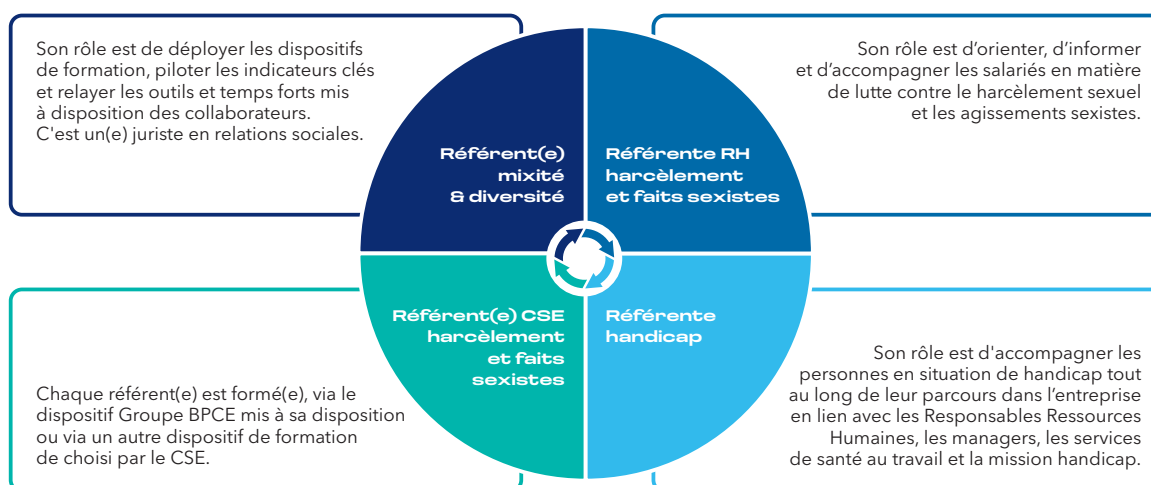 Son rôle est de déployer les dispositifs
de formation, piloter les indicateurs clés
et relayer les outils et temps forts mis
à disposition des collaborateurs.
C'est un(e) juriste en relations sociales.
Référent(e)
mixité
& diversité
Référente RH
harcèlement
et faits sexistes
Son rôle est d’orienter, d’informer
et d’accompagner les salariés en matière
de lutte contre le harcèlement sexuel
et les agissements sexistes.
Chaque référent(e) est formé(e), via le
dispositif Groupe BPCE mis à sa disposition
ou via un autre dispositif de formation
de choisi par le CSE.
Référent(e) CSE
harcèlement
et faits
sexistes
Référente
handicap
Son rôle est d'accompagner les
personnes en situation de handicap tout
au long de leur parcours dans l’entreprise
en lien avec les Responsables Ressources
Humaines, les managers, les services
de santé au travail et la mission handicap.